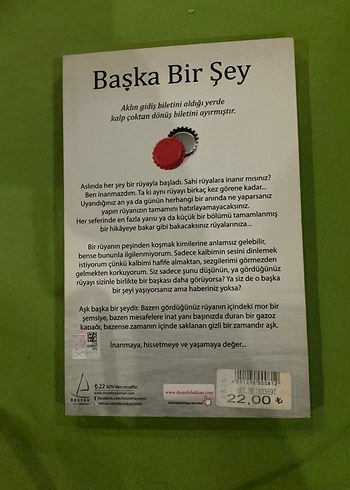 Başka Bir Şey
Aklın gidiş biletini aldığı yerde
kalp çoktan dönüş biletini ayırmıştır.
Aslında her şey bir rüyayla başladı. Sahi rüyalara inanır mısınız?
Ben inanmazdım. Ta ki aynı rüyayı birkaç kez görene kadar...
Uyandığınız an ya da günün herhangi bir anında ne yaparsanız
yapın rüyanızın tamamını hatırlayamayacaksınız.
Her seferinde en fazla yarısı ya da küçük bir bölümü tamamlanmış
bir hikâyeye bakar gibi bakacaksınız rüyalarınıza...
Bir rüyanın peşinden koşmak kimilerine anlamsız gelebilir,
bense bununla ilgilenmiyorum. Sadece kalbimin sesini dinlemek
istiyorum çünkü kalbimi hafife almaktan, sezgilerimi görmezden
gelmekten korkuyorum. Siz sadece şunu düşünün, ya gördüğünüz
rüyayı sizinle birlikte bir başkası daha görüyorsa? Ya siz de o başka
bir şeyi yaşıyorsanız ama haberiniz yoksa?
Aşk başka bir şeydir. Bazen gördüğünüz rüyanın içindeki mor bir
şemsiye, bazen mesafelere inat yanı başınızda duran bir gazoz
kapağı, bazense zamanın içinde saklanan gizli bir zamandır aşk.
İnanmaya, hissetmeye ve yaşamaya değer...
₺ 22 KDV'den muaftır.
DESTEK
22,00 ₺